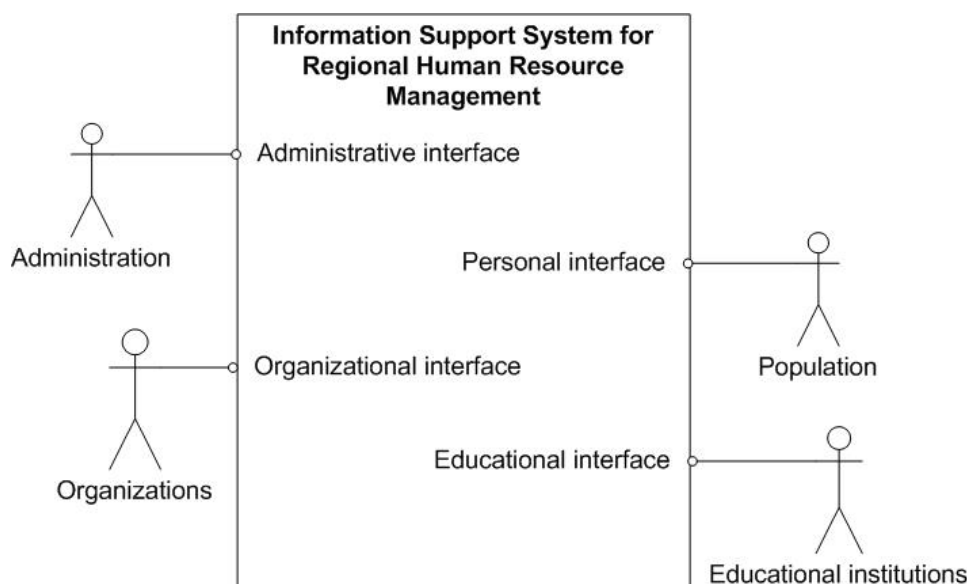 Information Support System for
Regional Human Resource
Management
Administrative interface
Administration
Personal interface
Population
Organizational interface
Organizations
Educational interface
Educational institutions